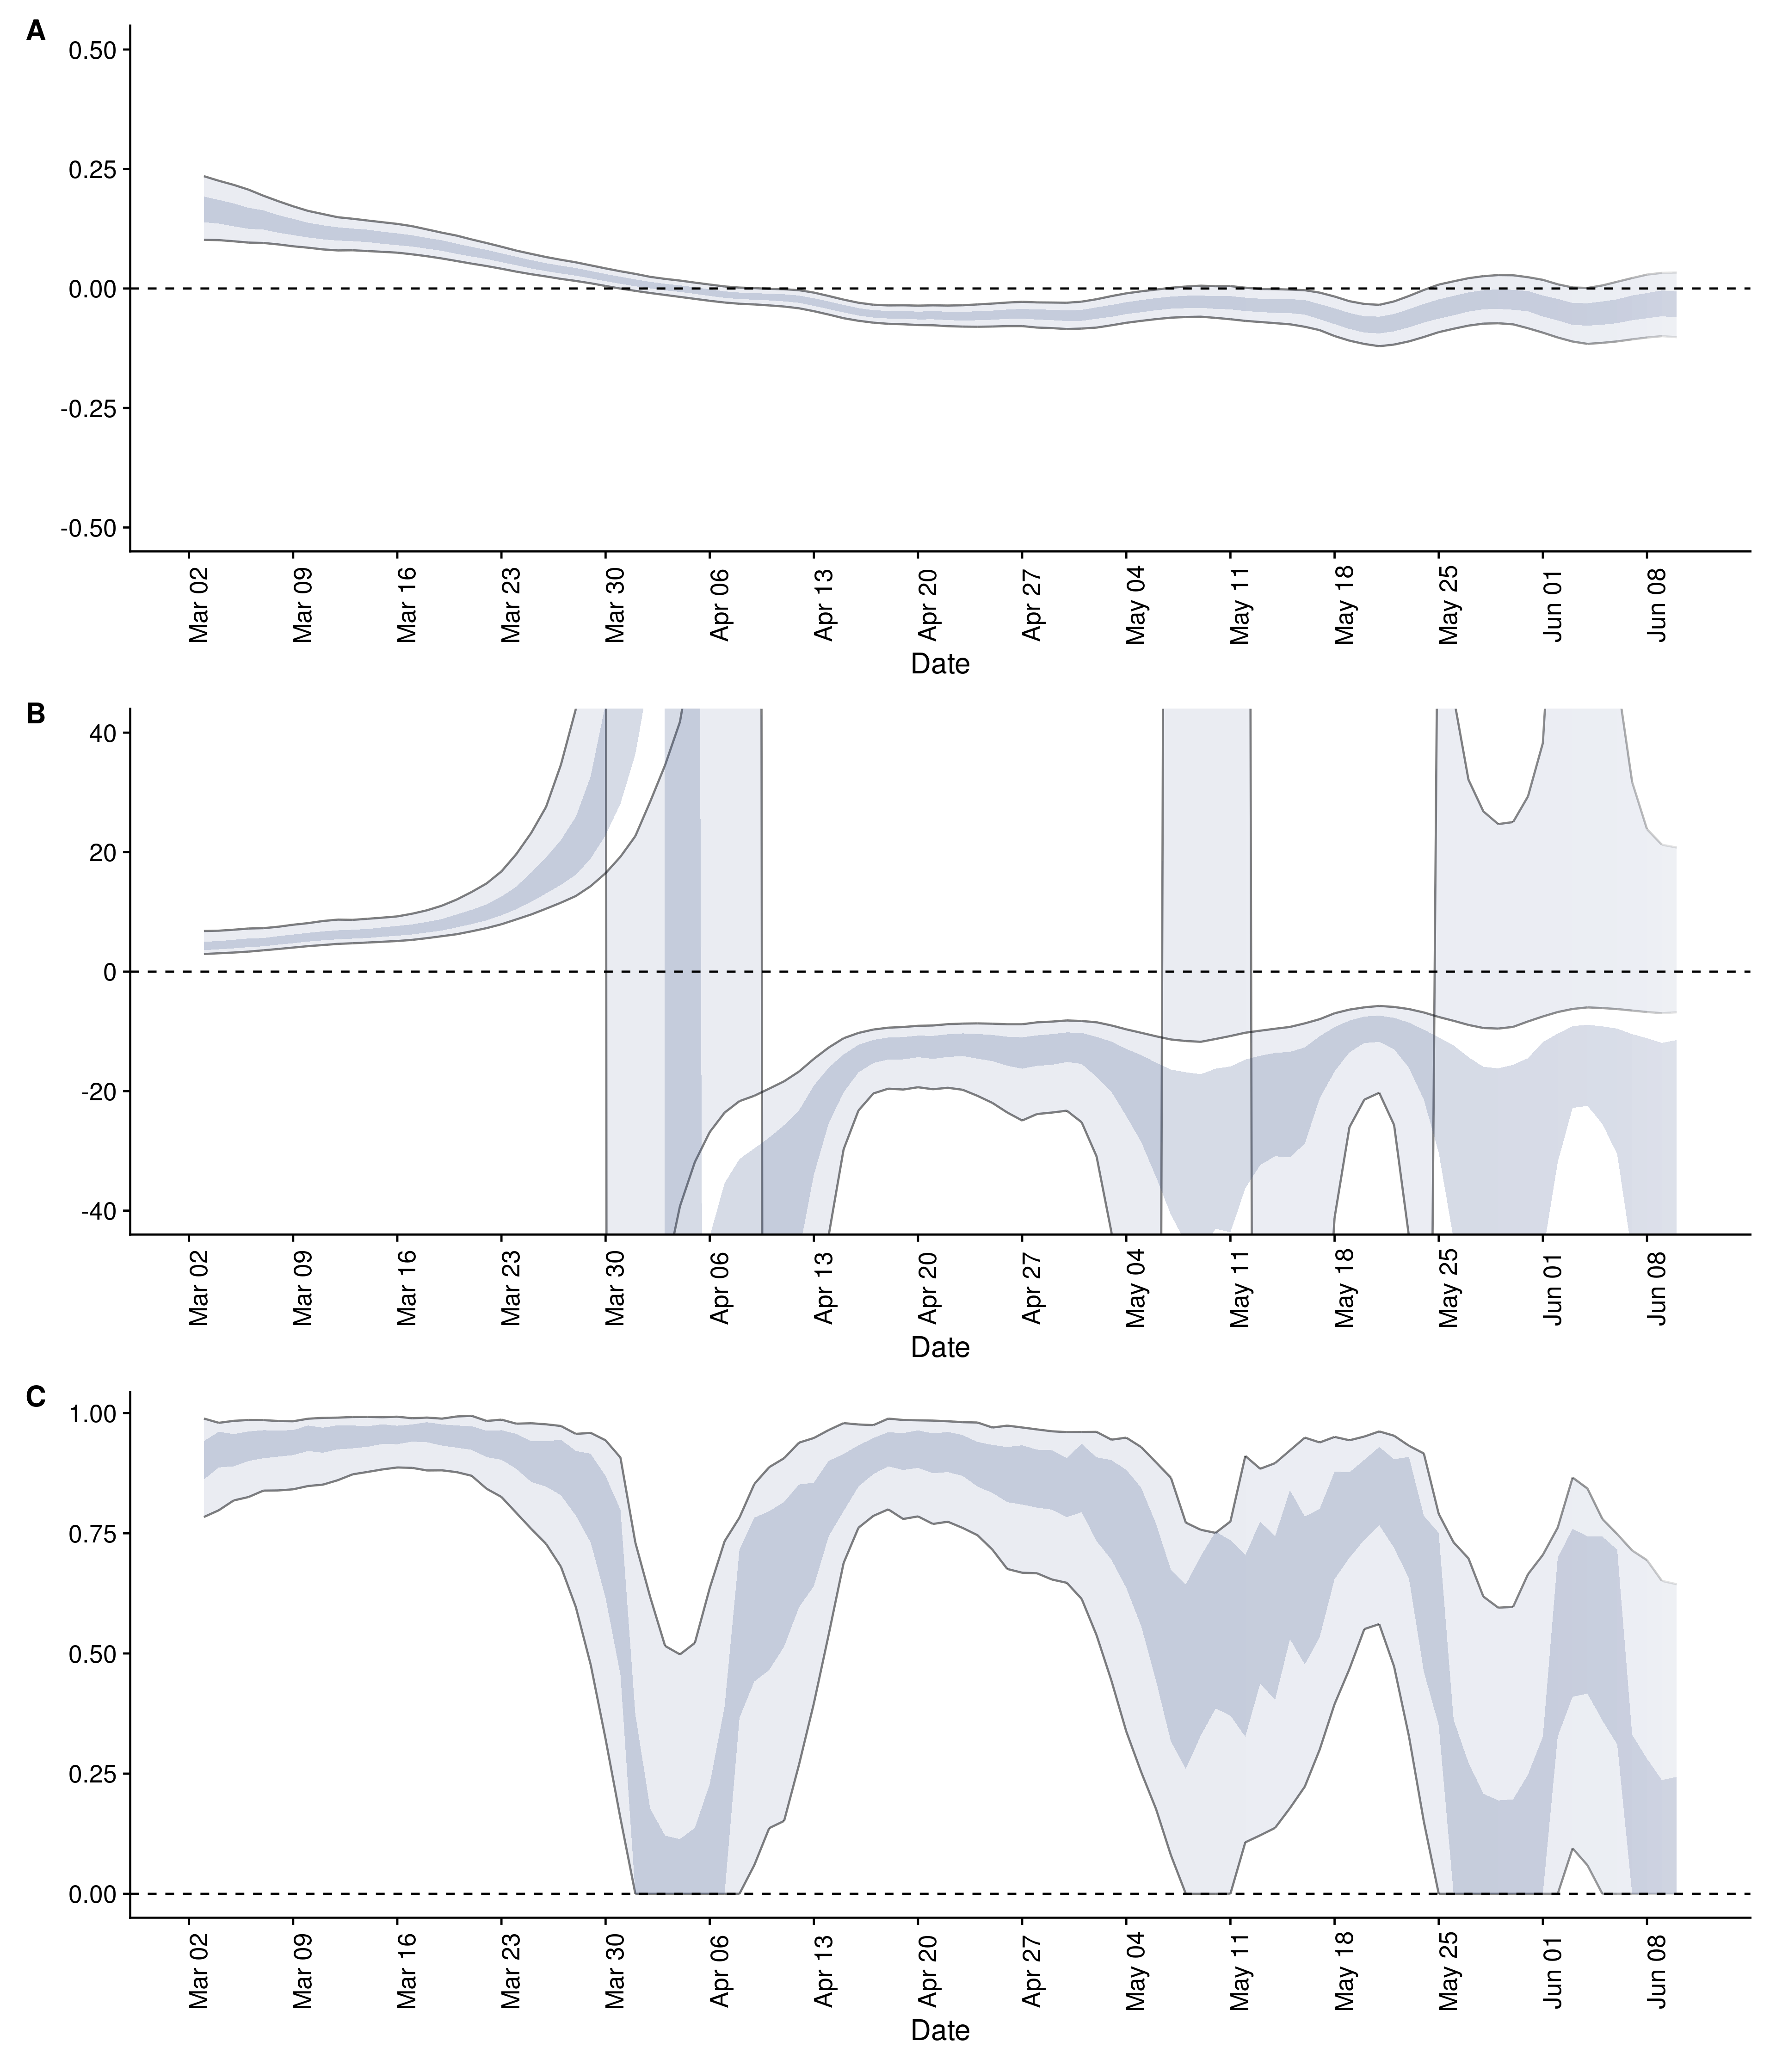 A
0.50
0.25
0.00
-0.25
-0.50
Mar 02
Mar 09
Mar 16
Mar 23
Mar 30
Apr 06
Apr 13
Apr 20
Apr 27
May 04
May 11
May 18
May 25
Jun 01
Jun 08
Date
B
40
20
0
-20
-40
Mar 02
Mar 09
Mar 16
Mar 23
Mar 30
Apr 06
Apr 13
Apr 20
Apr 27
May 04
May 11
May 18
May 25
Jun 01
Jun 08
Date
C
1.00
0.75
0.50
0.25
0.00
Mar 02
Mar 09
Mar 16
Mar 23
Mar 30
Apr 06
Apr 13
Apr 20
Apr 27
May 04
May 11
May 18
May 25
Jun 01
Jun 08
Date